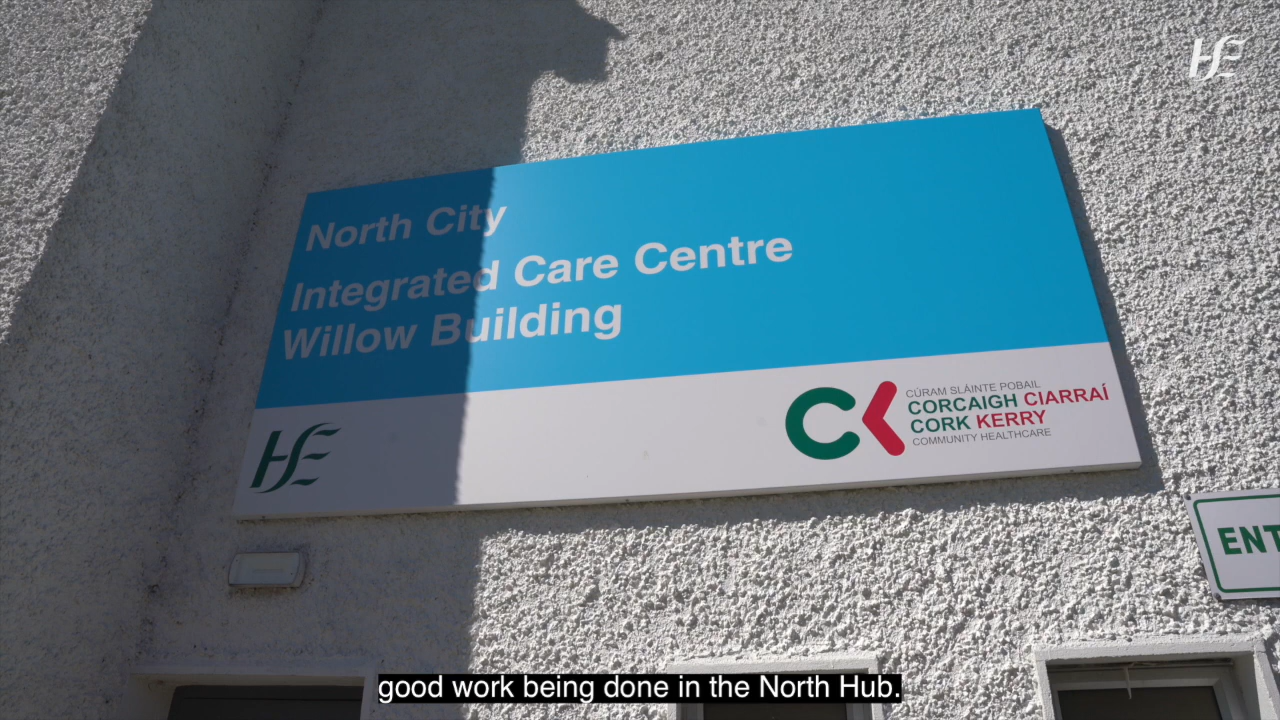 HSE
North City
Integrated Care Centre
Willow Building
HSE
CK
CÚRAM SLÁINTE POBAIL
CORCAIGH CIARRAÍ
CORK KERRY
COMMUNITY HEALTHCARE
ENT
good work being done in the North Hub.